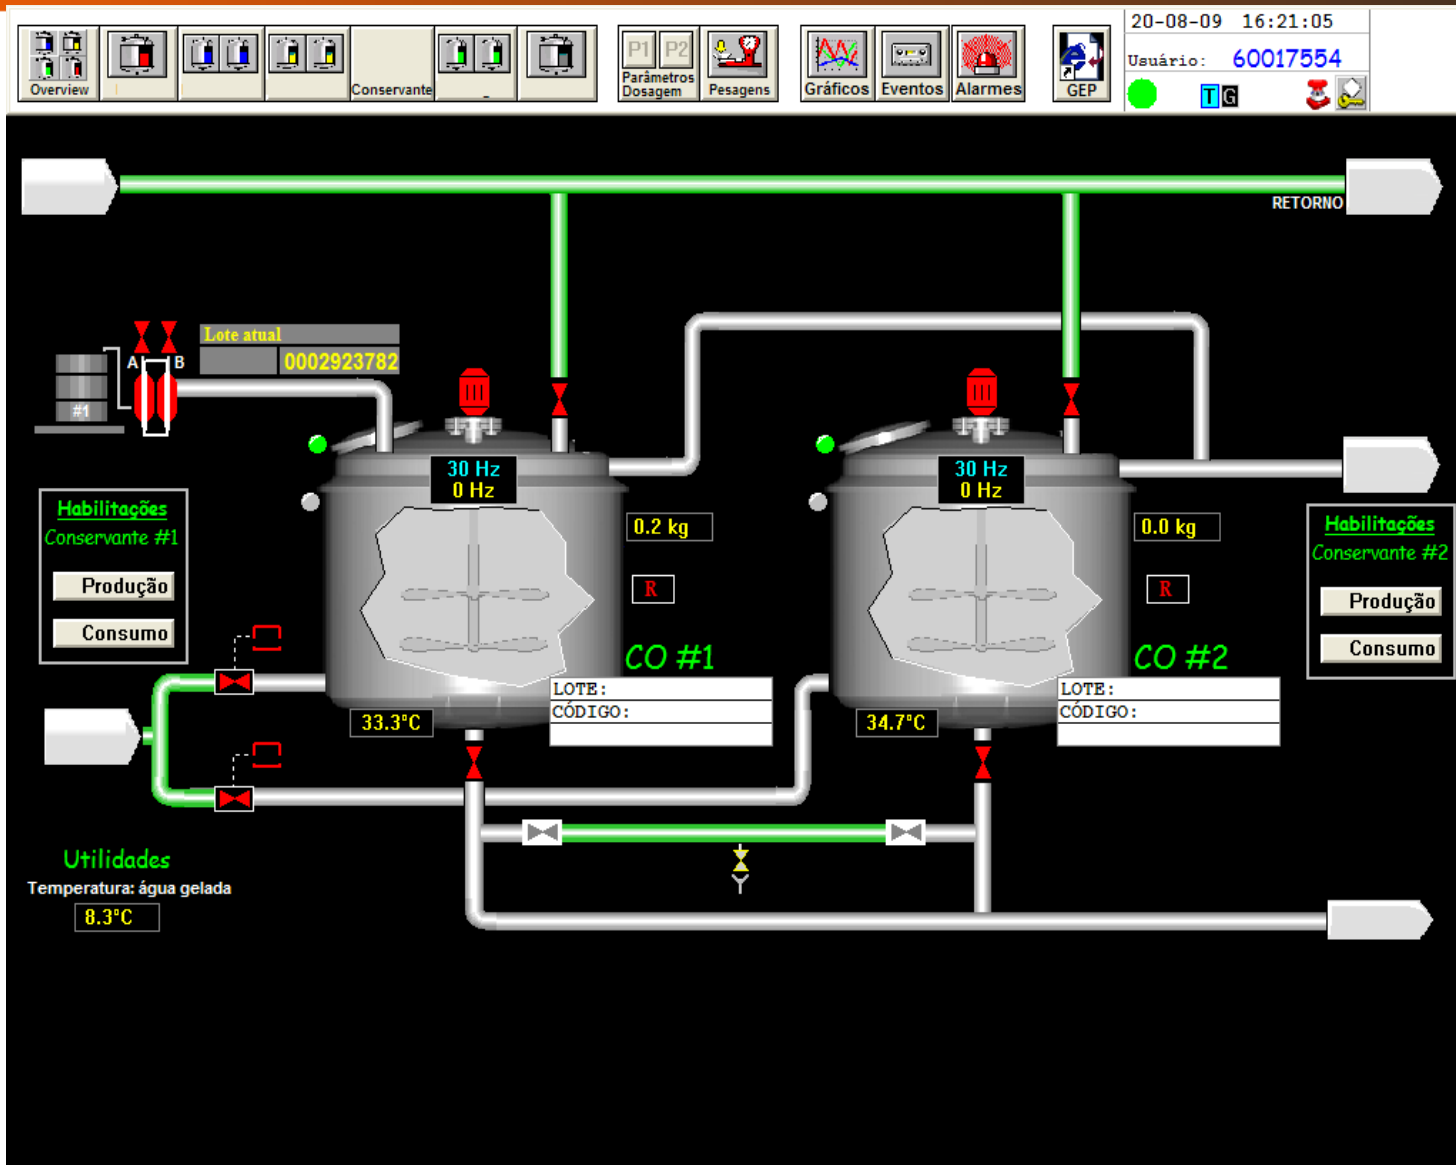 20-08-09 16:21:05
Usuário: 60017554
T G
Overview
Conservante
P1 P2
Parâmetros
Dosagem
Pesagens
Gráficos
Eventos
Alarmes
GEP
RETORNO
Lote atual
0002923782
A B
#1
30 Hz
0 Hz
30 Hz
0 Hz
Habilitações
Conservante #1
Produção
Consumo
0.2 kg
R
CO #1
LOTE:
CÓDIGO:
33.3°C
0.0 kg
R
CO #2
LOTE:
CÓDIGO:
34.7°C
Habilitações
Conservante #2
Produção
Consumo
Utilidades
Temperatura: água gelada
8.3°C